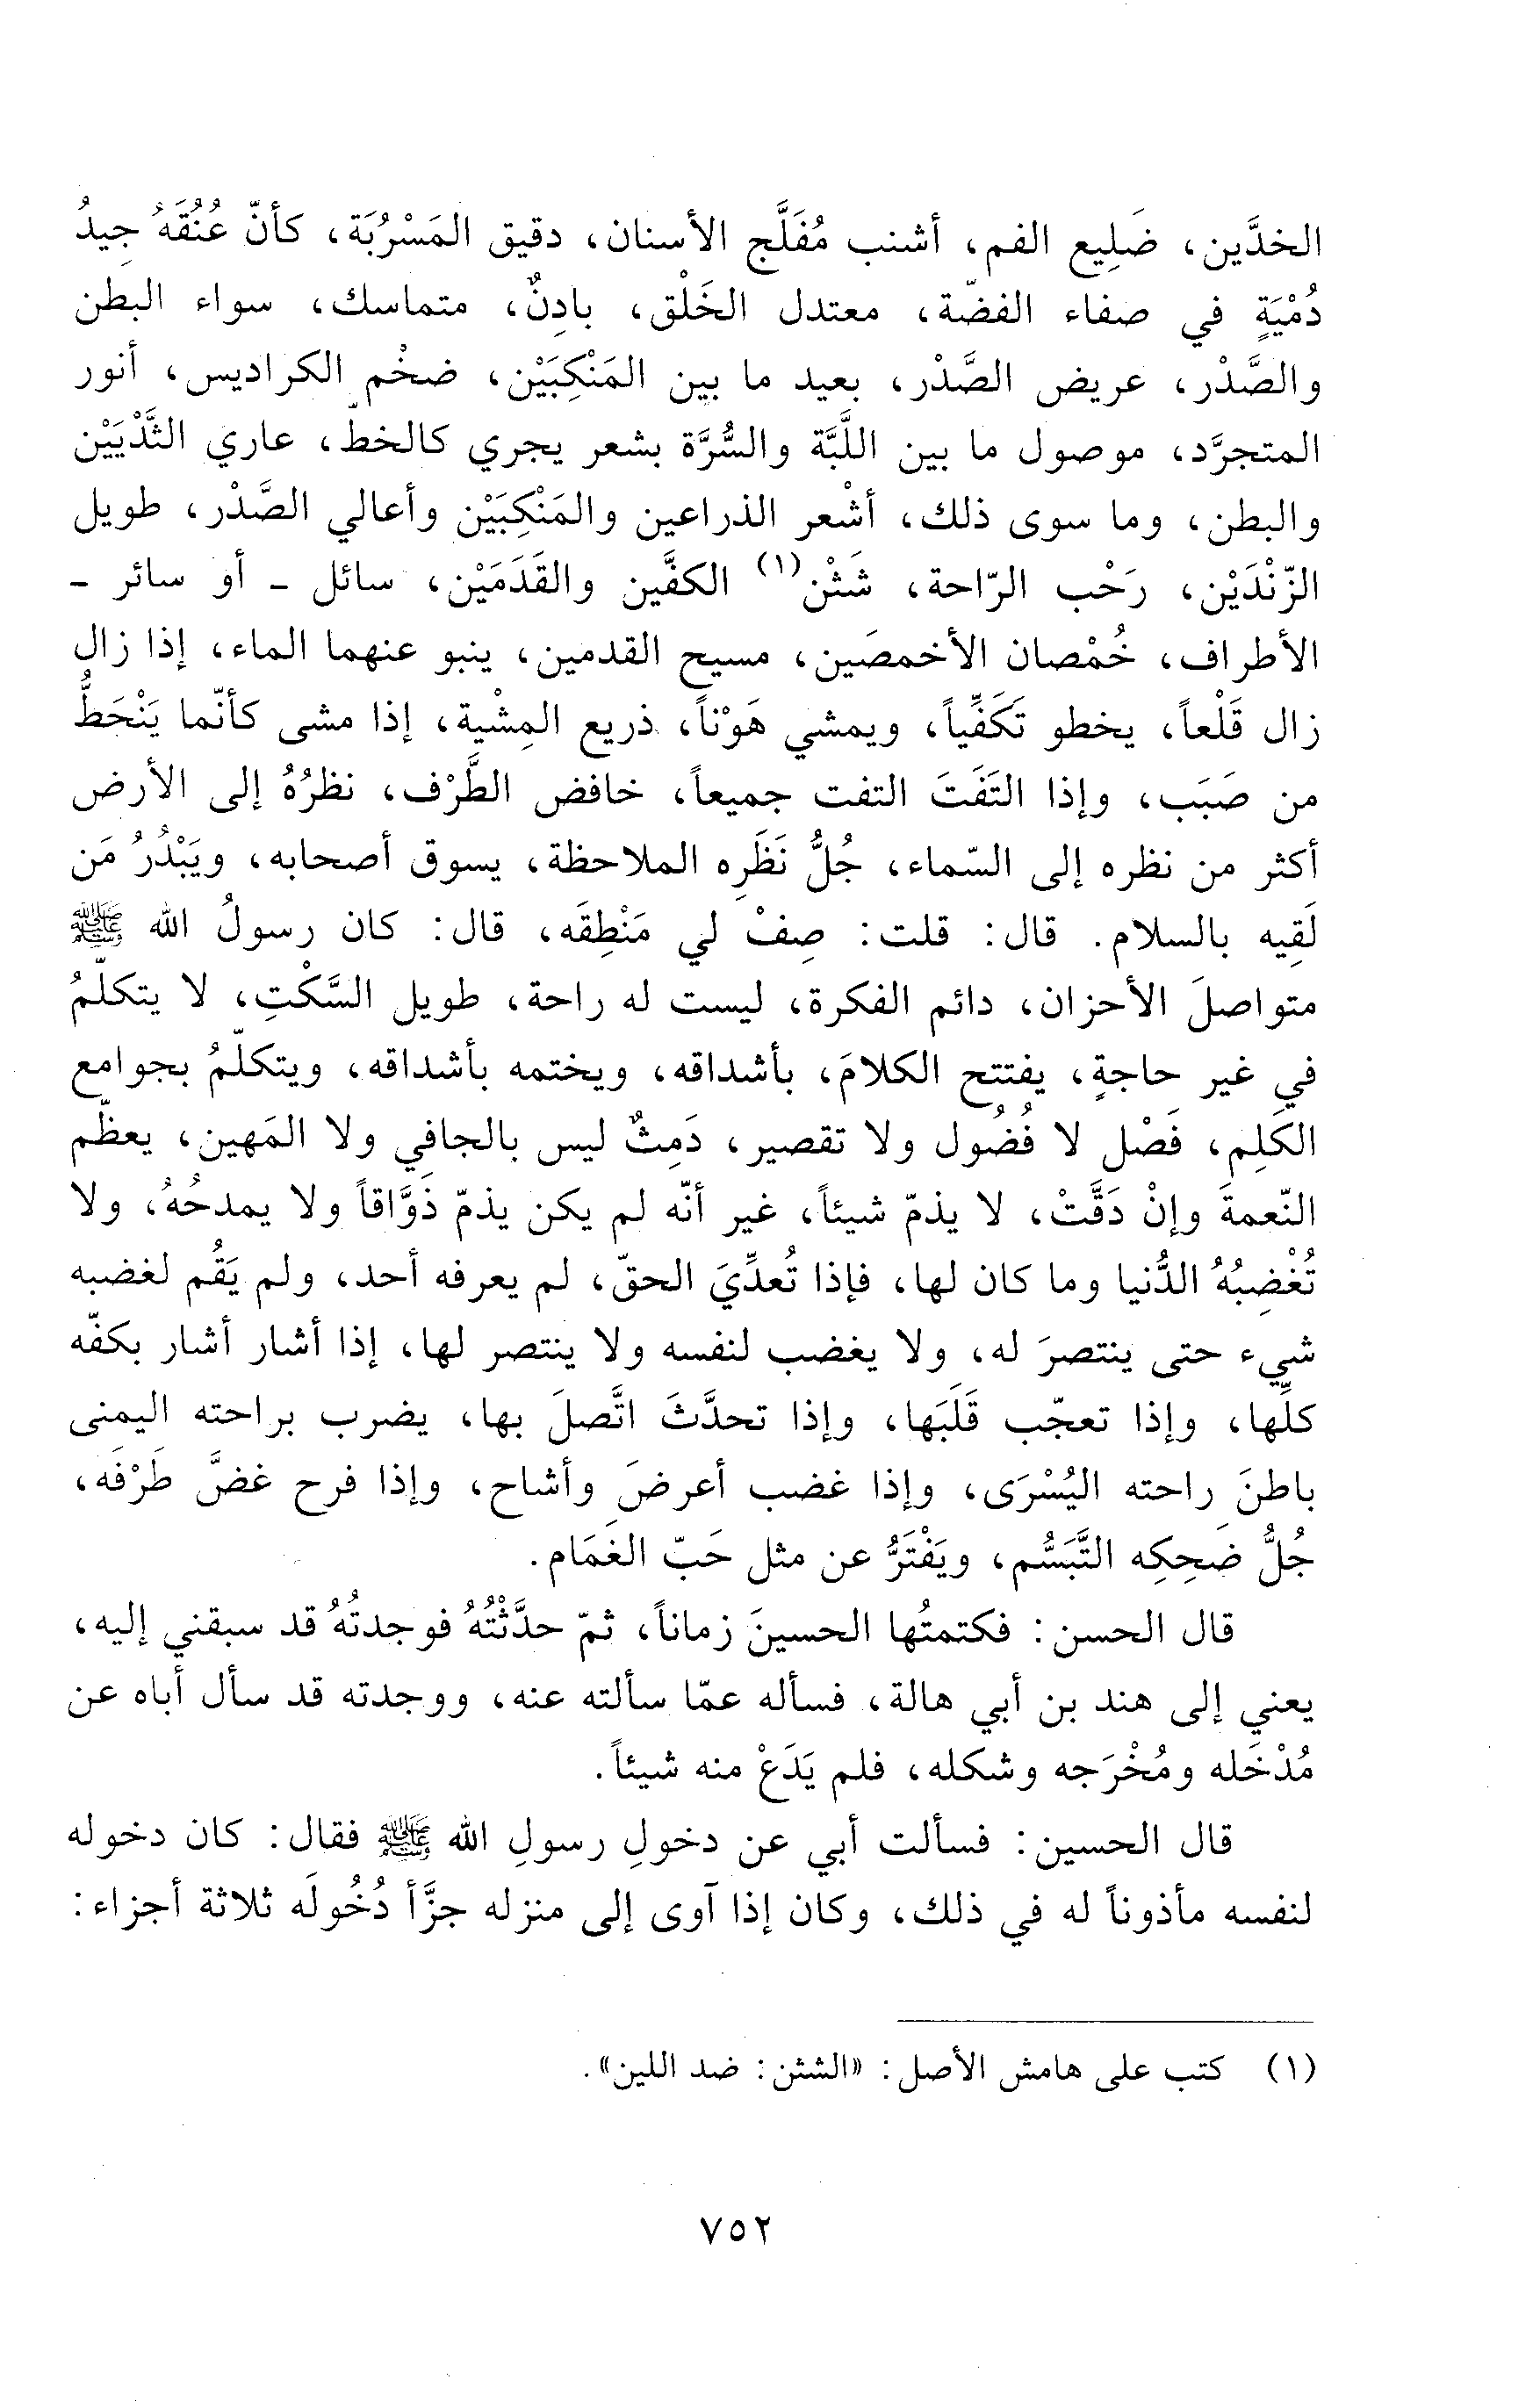 الخدَّين، ضَلِيع الفم، أشنب مُفَلَّج الأسنان، دقيق المَسْرُبَة، كأنّ عُنُقَهُ جِيدُ
دُمْيَةٍ في صفاء الفضّة، معتدل الخَلْق، بادِنٌ، متماسك، سواء البطن
والصَّدْر، عريض الصَّدْر، بعيد ما بين المَنْكِبَيْن، ضخْم الكراديس، أنور
المتجرَّد، موصول ما بين اللَّبَّة والسُّرَّة بشعر يجري كالخطّ، عاري الثَّدْيَيْن
والبطن، وما سوى ذلك، أشْعر الذراعين والمَنْكِبَيْن وأعالي الصَّدْر، طويل
الزّنْدَيْن، رَحْب الرّاحة، شَثْن(١) الكفَّين والقَدَمَيْن، سائل - أو سائر -
الأطراف، خُمْصان الأخمصَين، مسيح القدمين، ينبو عنهما الماء، إذا زال
زال قَلْعاً، يخطو تَكَفِّياً، ويمشي هَوْناً، ذريع المِشْية، إذا مشى كأنّما يَنْحَطُّ
من صَبَب، وإذا التَفَتَ التفت جميعاً، خافض الطَّرْف، نظرُهُ إلى الأرض
أكثر من نظره إلى السّماء، جُلُّ نَظَرِه الملاحظة، يسوق أصحابه، ويَبْدُرُ مَن
لَقِيه بالسلام. قال: قلت: صِفْ لي مَنْطِقَه، قال: كان رسولُ الله ﷺ
متواصلَ الأحزان، دائم الفكرة، ليست له راحة، طويل السَّكْتِ، لا يتكلّمُ
في غير حاجةٍ، يفتتح الكلامَ، بأشداقه، ويختمه بأشداقه، ويتكلّمُ بجوامع
الكَلِم، فَصْل لا فُضُول ولا تقصير، دَمِثٌ ليس بالجافِي ولا المَهين، يعظّم
النّعمةَ وإنْ دَقَّتْ، لا يذمّ شيئاً، غير أنّه لم يكن يذمّ ذَوَّاقاً ولا يمدحُهُ، ولا
تُغْضِبُهُ الدُّنيا وما كان لها، فإذا تُعدِّيَ الحقّ، لم يعرفه أحد، ولم يَقُم لغضبه
شيء حتى ينتصرَ له، ولا يغضب لنفسه ولا ينتصر لها، إذا أشار أشار بكفّه
كلِّها، وإذا تعجّب قَلَبَها، وإذا تحدَّثَ اتَّصلَ بها، يضرب براحته اليمنى
باطنَ راحته اليُسْرَى، وإذا غضب أعرضَ وأشاح، وإذا فرح غضَّ طَرْفَه،
جُلُّ ضَحِكِه التَّبَسُّم، ويَفْتَرُّ عن مثل حَبّ الغَمَام.
قال الحسن: فكتمتُها الحسينَ زماناً، ثمّ حدَّثْتُهُ فوجدتُهُ قد سبقني إليه،
يعني إلى هند بن أبي هالة، فسأله عمّا سألته عنه، ووجدته قد سأل أباه عن
مُدْخَله ومُخْرَجه وشكله، فلم يَدَعْ منه شيئاً.
قال الحسين: فسألت أبي عن دخولِ رسولِ الله ﷺ فقال: كان دخوله
لنفسه مأذوناً له في ذلك، وكان إذا آوى إلى منزله جزَّأ دُخُولَه ثلاثة أجزاء:
(١) كتب على هامش الأصل: «الشثن: ضد اللين».
٧٥٢